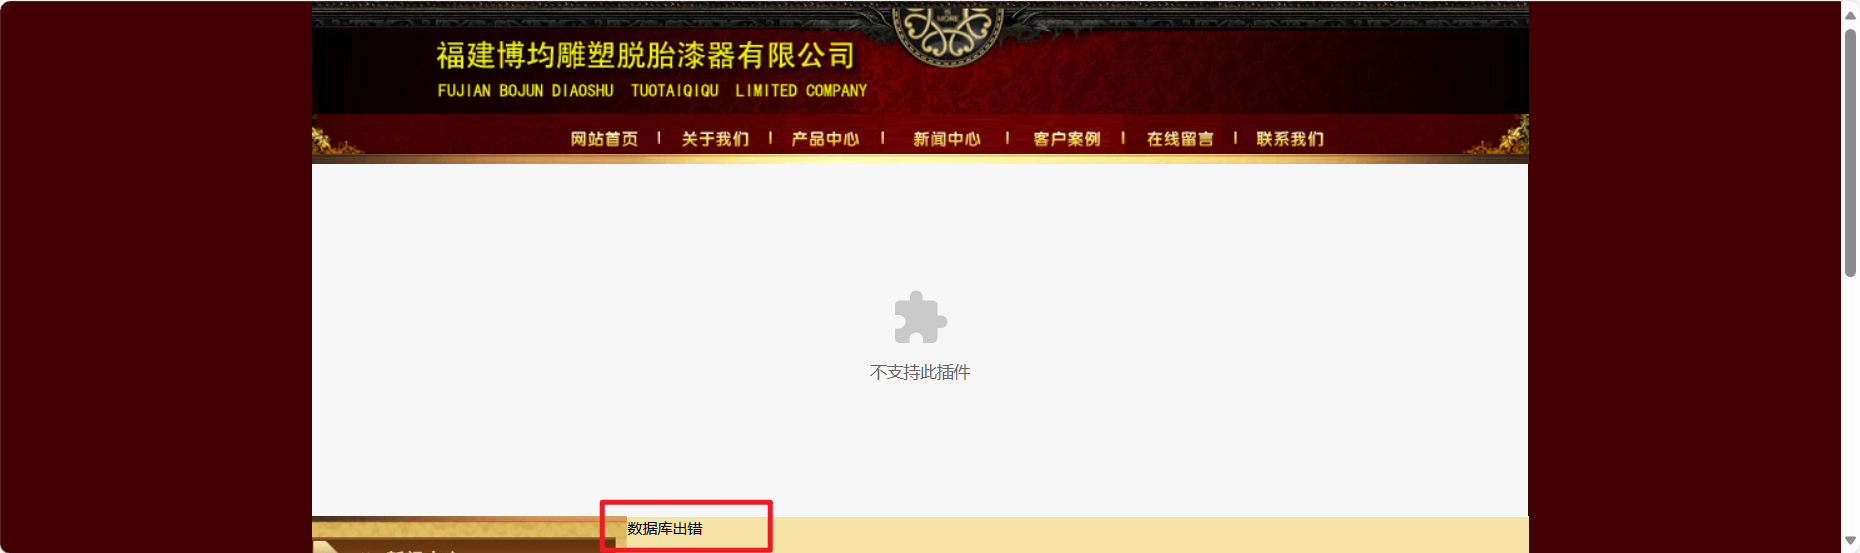 福建博均雕塑脱胎漆器有限公司
FUJIAN BOJUN DIAOSHU TUOTAIQIQU LIMITED COMPANY
网站首页 | 关于我们 | 产品中心 | 新闻中心 | 客户案例 | 在线留言 | 联系我们
不支持此插件
数据库出错